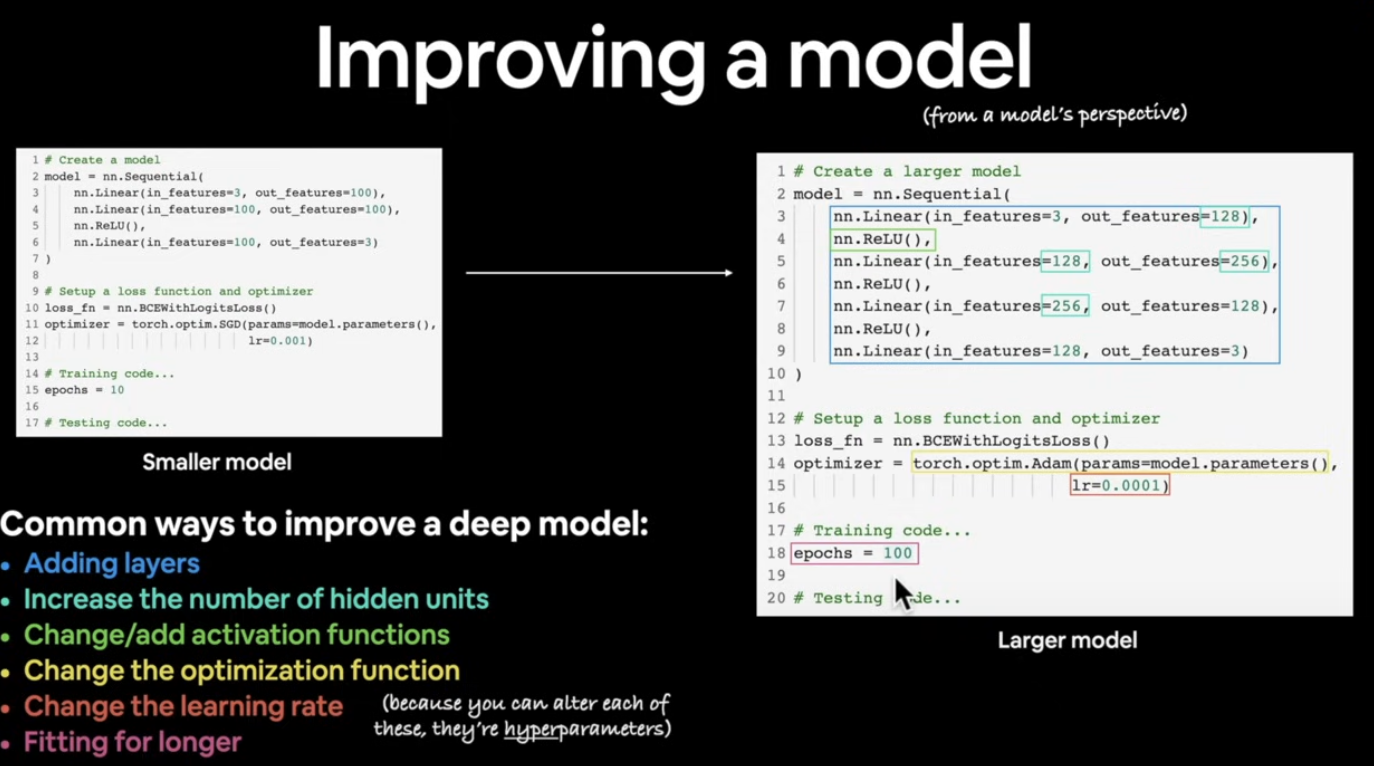 Improving a model
(from a model's perspective)
1 # Create a model
2 model = nn.Sequential(
3 nn.Linear(in_features=3, out_features=100),
4 nn.Linear(in_features=100, out_features=100),
5 nn.ReLU(),
6 nn.Linear(in_features=100, out_features=3)
7 )
8
9 # Setup a loss function and optimizer
10 loss_fn = nn.BCEWithLogitsLoss()
11 optimizer = torch.optim.SGD(params=model.parameters(),
12 lr=0.001)
13
14 # Training code...
15 epochs = 10
16
17 # Testing code...
Smaller model
1 # Create a larger model
2 model = nn.Sequential(
3 nn.Linear(in_features=3, out_features=128),
4 nn.ReLU(),
5 nn.Linear(in_features=128, out_features=256),
6 nn.ReLU(),
7 nn.Linear(in_features=256, out_features=128),
8 nn.ReLU(),
9 nn.Linear(in_features=128, out_features=3)
10 )
11
12 # Setup a loss function and optimizer
13 loss_fn = nn.BCEWithLogitsLoss()
14 optimizer = torch.optim.Adam(params=model.parameters(),
15 lr=0.0001)
16
17 # Training code...
18 epochs = 100
19
20 # Testing code...
Larger model
Common ways to improve a deep model:
• Adding layers
• Increase the number of hidden units
• Change/add activation functions
• Change the optimization function
• Change the learning rate
• Fitting for longer
(because you can alter each of
these, they're hyperparameters)